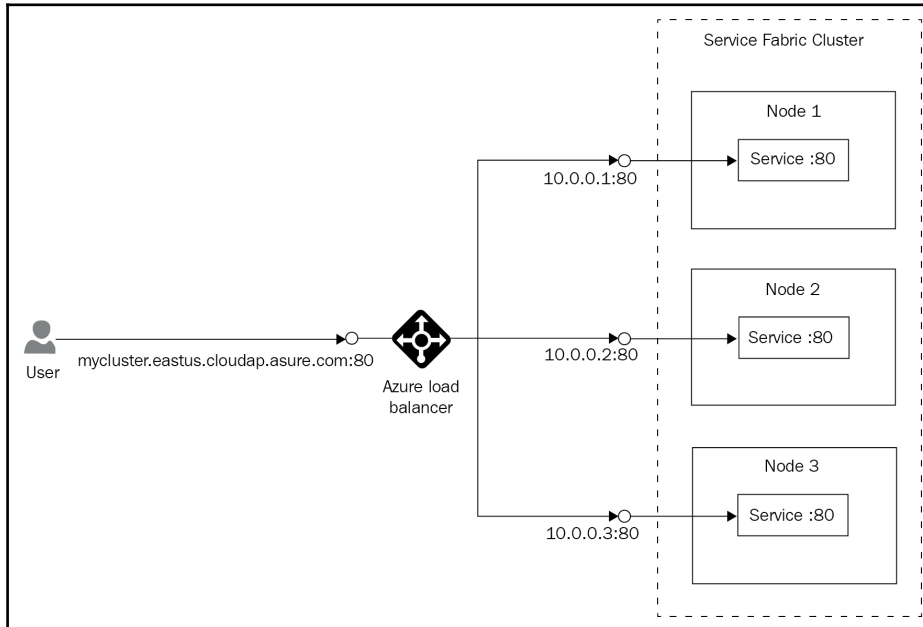 Service Fabric Cluster
Node 1
Service :80
10.0.0.1:80
Node 2
Service :80
10.0.0.2:80
User
mycluster.eastus.cloudap.asure.com:80
Azure load
balancer
Node 3
Service :80
10.0.0.3:80